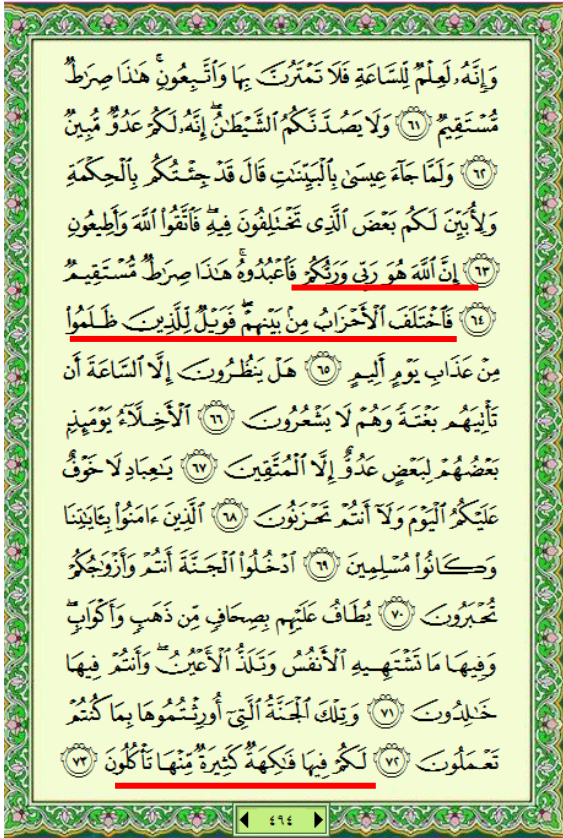 وَإِنَّهُۥ لَعِلْمٌ لِّلسَّاعَةِ فَلَا تَمْتَرُنَّ بِهَا وَٱتَّبِعُونِ ۚ هَٰذَا صِرَٰطٌ
مُّسْتَقِيمٌ ٦١ وَلَا يَصُدَّنَّكُمُ ٱلشَّيْطَٰنُ ۖ إِنَّهُۥ لَكُمْ عَدُوٌّ مُّبِينٌ
٦٢ وَلَمَّا جَآءَ عِيسَىٰ بِٱلْبَيِّنَٰتِ قَالَ قَدْ جِئْتُكُم بِٱلْحِكْمَةِ
وَلِأُبَيِّنَ لَكُم بَعْضَ ٱلَّذِى تَخْتَلِفُونَ فِيهِ ۖ فَٱتَّقُوا۟ ٱللَّهَ وَأَطِيعُونِ
٦٣ إِنَّ ٱللَّهَ هُوَ رَبِّى وَرَبُّكُمْ فَٱعْبُدُوهُ ۚ هَٰذَا صِرَٰطٌ مُّسْتَقِيمٌ
٦٤ فَٱخْتَلَفَ ٱلْأَحْزَابُ مِنۢ بَيْنِهِمْ ۖ فَوَيْلٌ لِّلَّذِينَ ظَلَمُوا۟
مِنْ عَذَابِ يَوْمٍ أَلِيمٍ ٦٥ هَلْ يَنظُرُونَ إِلَّا ٱلسَّاعَةَ أَن
تَأْتِيَهُم بَغْتَةً وَهُمْ لَا يَشْعُرُونَ ٦٦ ٱلْأَخِلَّآءُ يَوْمَئِذٍۭ
بَعْضُهُمْ لِبَعْضٍ عَدُوٌّ إِلَّا ٱلْمُتَّقِينَ ٦٧ يَٰعِبَادِ لَا خَوْفٌ
عَلَيْكُمُ ٱلْيَوْمَ وَلَآ أَنتُمْ تَحْزَنُونَ ٦٨ ٱلَّذِينَ ءَامَنُوا۟ بِـَٔايَٰتِنَا
وَكَانُوا۟ مُسْلِمِينَ ٦٩ ٱدْخُلُوا۟ ٱلْجَنَّةَ أَنتُمْ وَأَزْوَٰجُكُمْ
تُحْبَرُونَ ٧٠ يُطَافُ عَلَيْهِم بِصِحَافٍ مِّن ذَهَبٍ وَأَكْوَابٍ ۖ
وَفِيهَا مَا تَشْتَهِيهِ ٱلْأَنفُسُ وَتَلَذُّ ٱلْأَعْيُنُ ۖ وَأَنتُمْ فِيهَا
خَٰلِدُونَ ٧١ وَتِلْكَ ٱلْجَنَّةُ ٱلَّتِىٓ أُورِثْتُمُوهَا بِمَا كُنتُمْ
تَعْمَلُونَ ٧٢ لَكُمْ فِيهَا فَٰكِهَةٌ كَثِيرَةٌ مِّنْهَا تَأْكُلُونَ ٧٣
٤٩٤